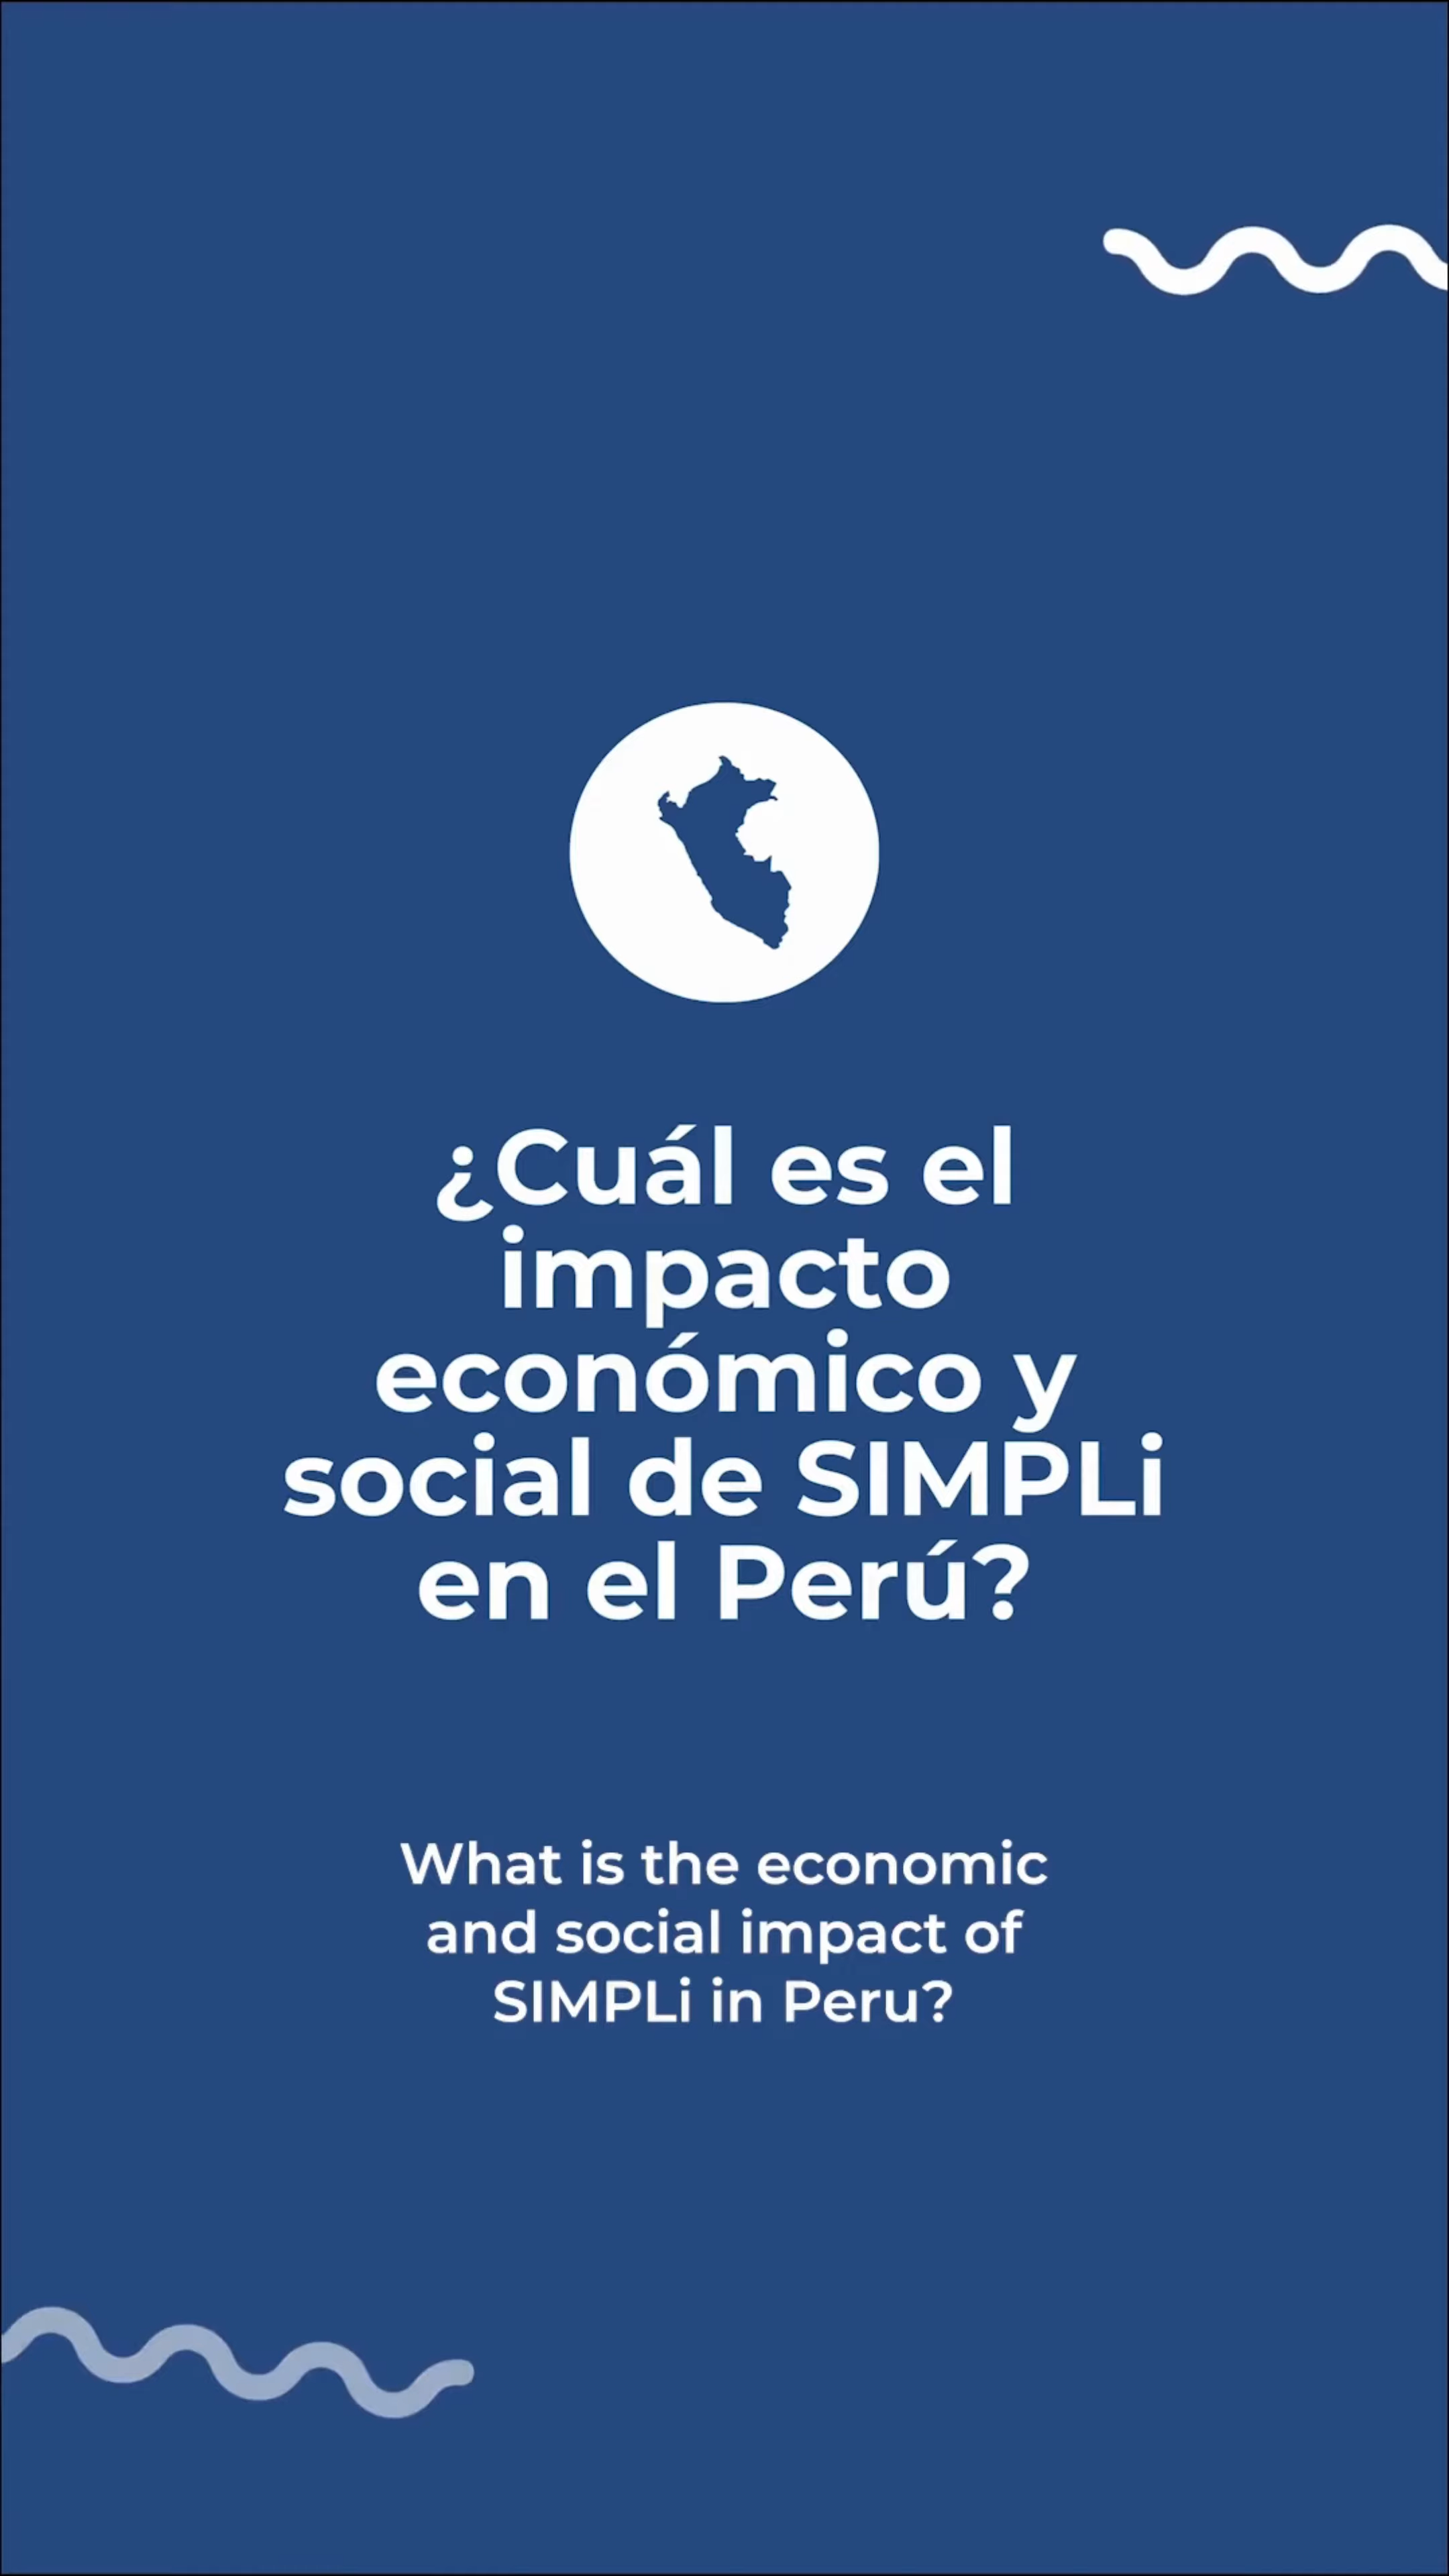 ¿Cuál es el
impacto
económico y
social de SIMPLi
en el Perú?
What is the economic
and social impact of
SIMPLi in Peru?